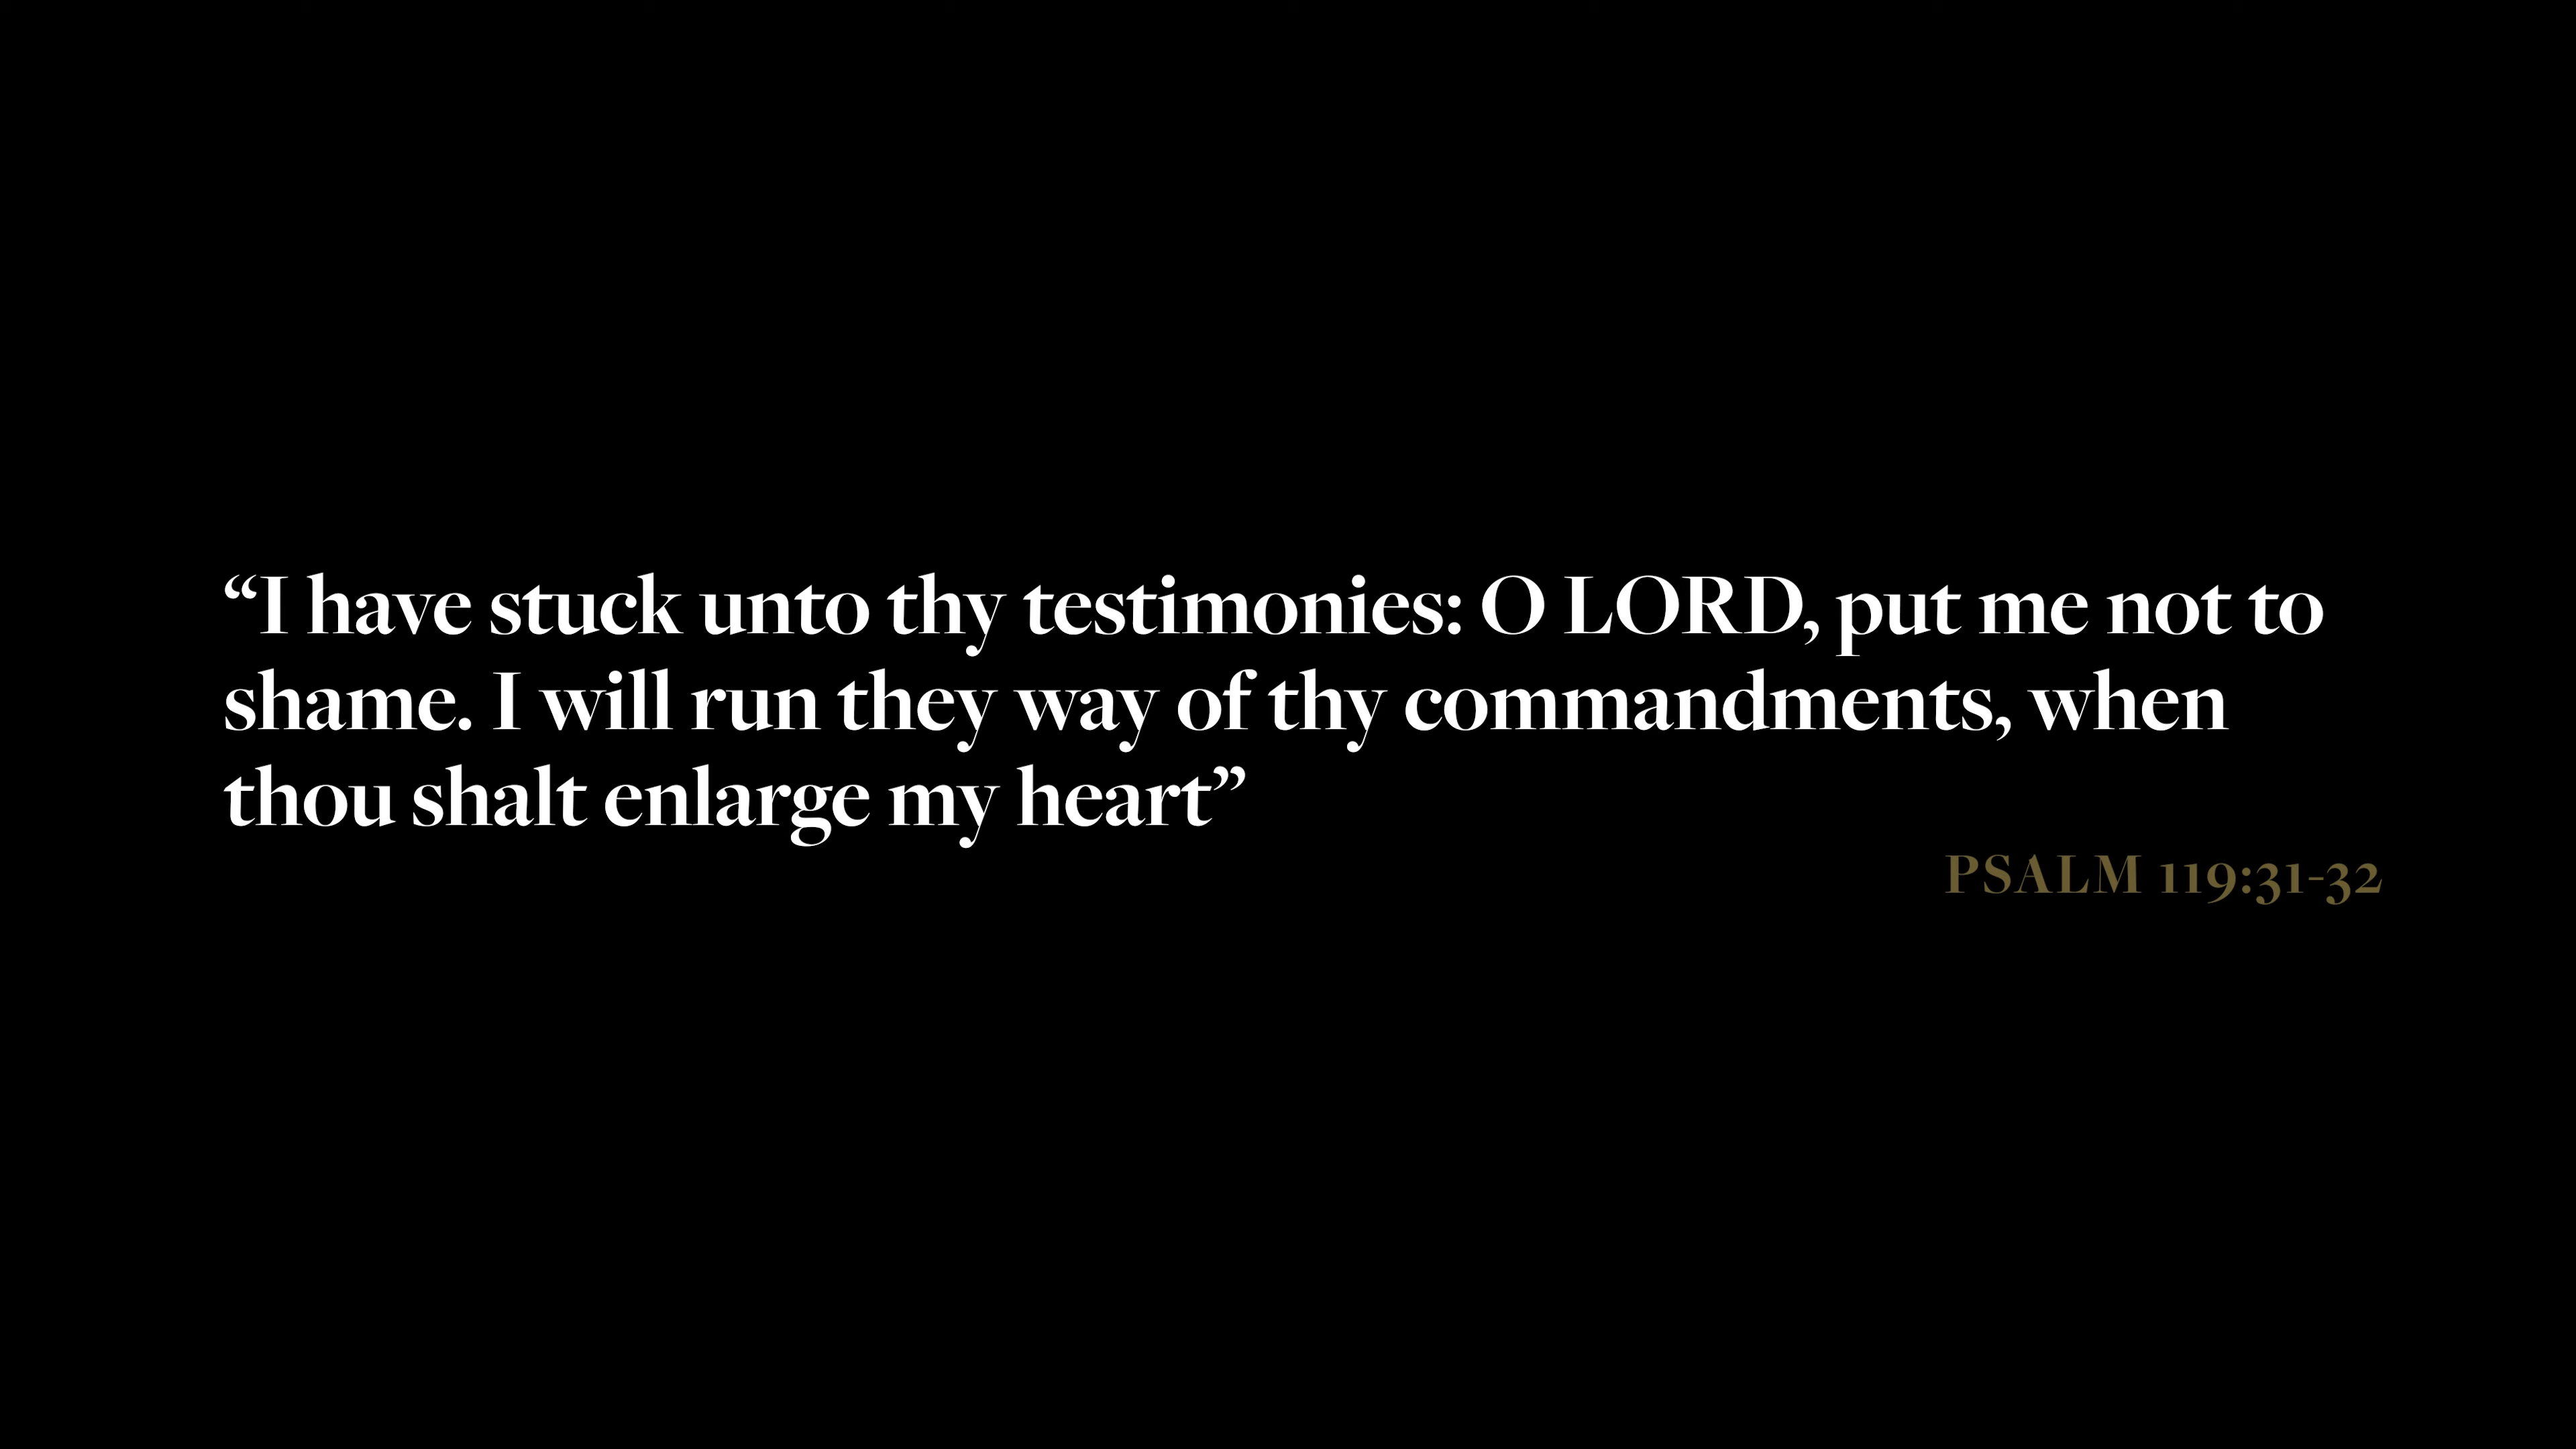 “I have stuck unto thy testimonies: O LORD, put me not to
shame. I will run they way of thy commandments, when
thou shalt enlarge my heart”
PSALM 119:31-32